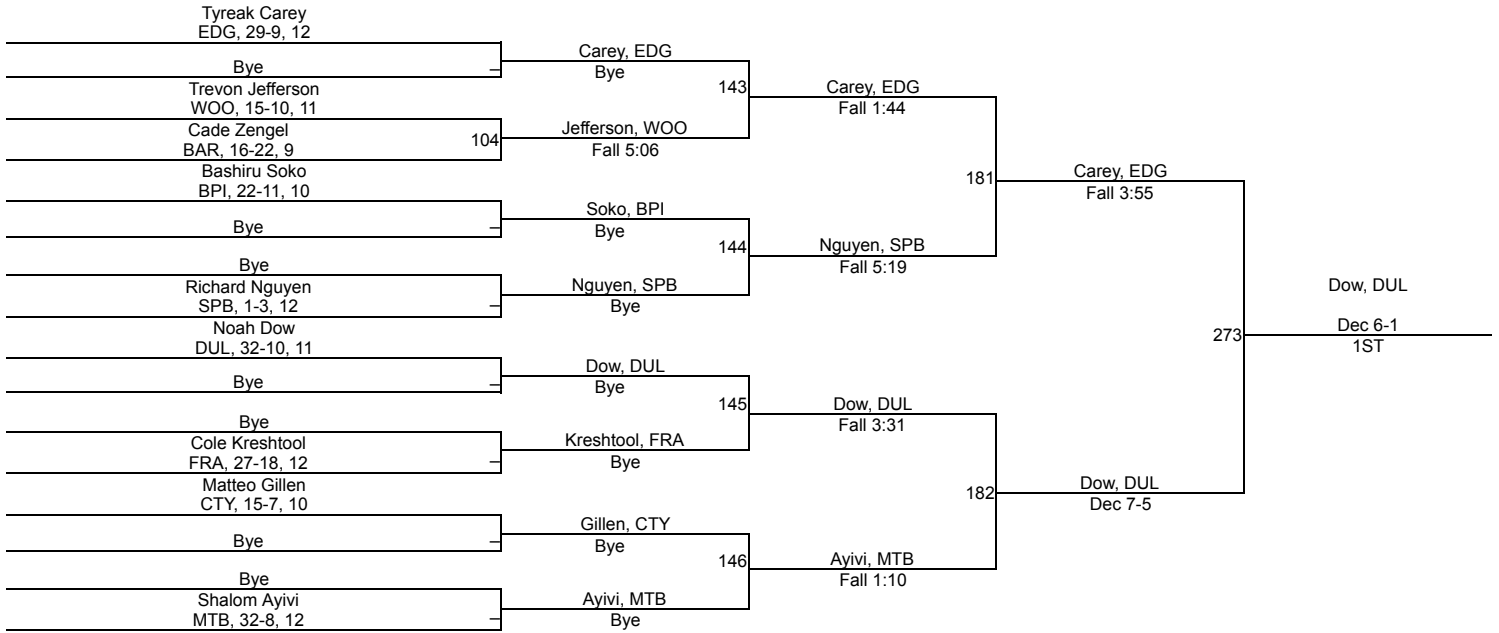 Tyreak Carey
EDG, 29-9, 12
Bye
–
Trevon Jefferson
WOO, 15-10, 11
Cade Zengel
BAR, 16-22, 9
104
Bashiru Soko
BPI, 22-11, 10
Bye
–
Bye
Richard Nguyen
SPB, 1-3, 12
–
Noah Dow
DUL, 32-10, 11
Bye
–
Bye
Cole Kreshtool
FRA, 27-18, 12
–
Matteo Gillen
CTY, 15-7, 10
Bye
–
Bye
Shalom Ayivi
MTB, 32-8, 12
–
Carey, EDG
Bye
143
Jefferson, WOO
Fall 5:06
Soko, BPI
Bye
144
Nguyen, SPB
Bye
Dow, DUL
Bye
145
Kreshtool, FRA
Bye
Gillen, CTY
Bye
146
Ayivi, MTB
Bye
Carey, EDG
Fall 1:44
181
Nguyen, SPB
Fall 5:19
Dow, DUL
Fall 3:31
182
Ayivi, MTB
Fall 1:10
Carey, EDG
Fall 3:55
273
Dow, DUL
Dec 7-5
Dow, DUL
Dec 6-1
1ST